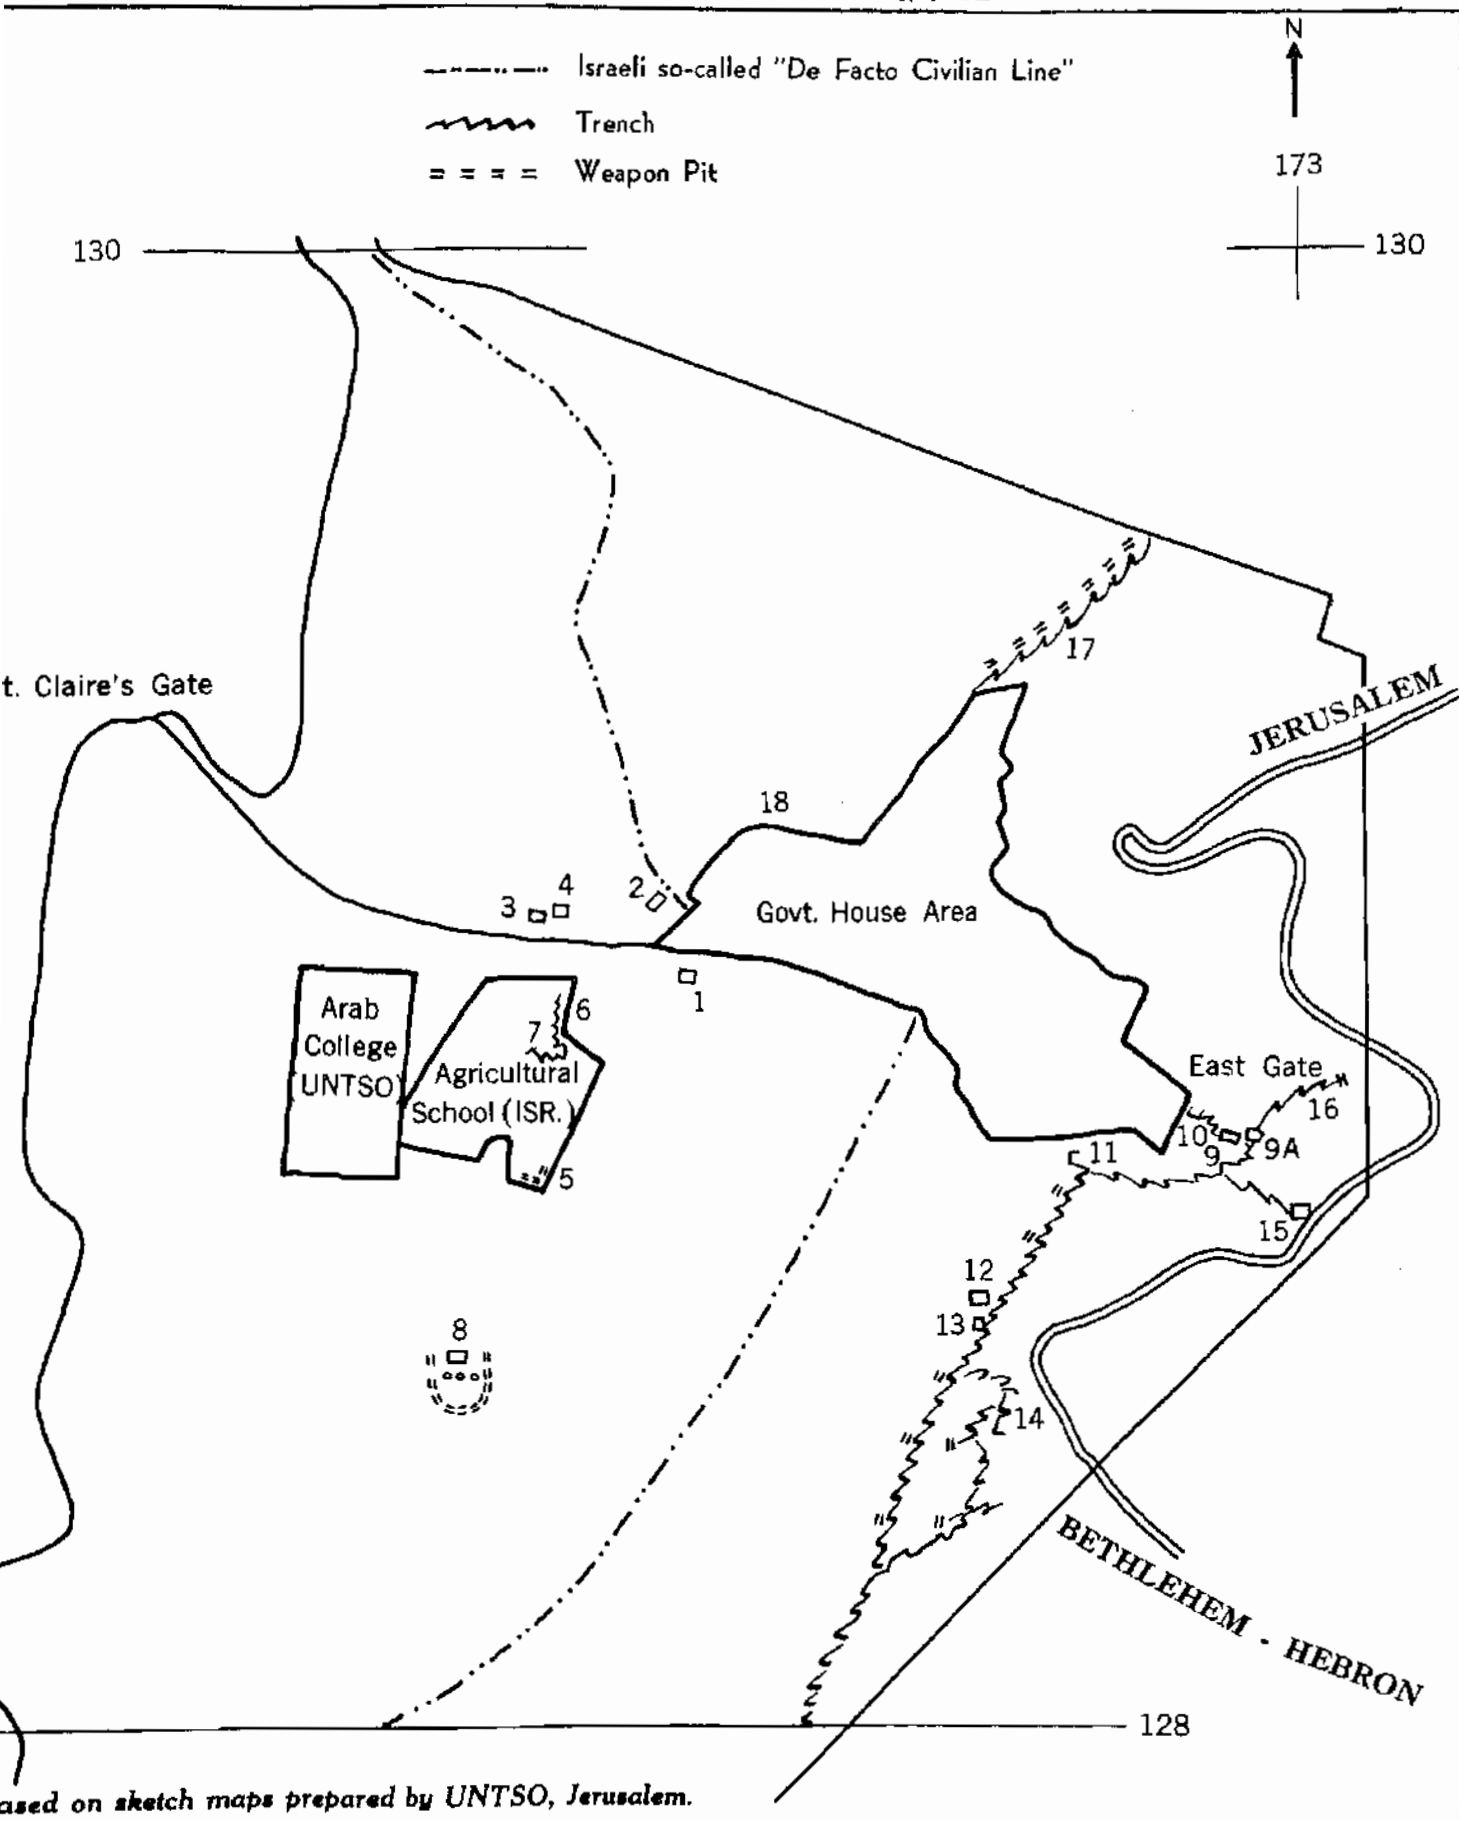 N
Israeli so-called "De Facto Civilian Line"
Trench
Weapon Pit
173
130
130
17
t. Claire's Gate
JERUSALEM
18
4
3
2
Govt. House Area
1
Arab
College
(UNTSO)
6
7
Agricultural
School (ISR.)
5
East Gate
16
10
9
9A
11
15
12
13
8
14
BETHLEHEM - HEBRON
128
ased on sketch maps prepared by UNTSO, Jerusalem.